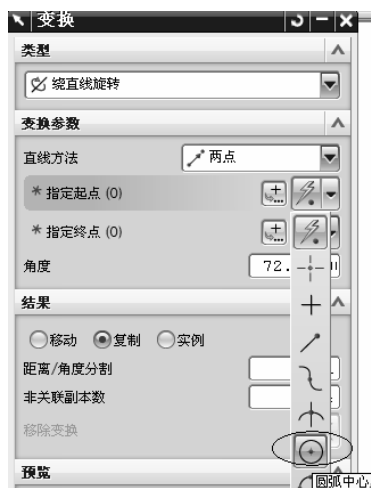 变换
类型
绕直线旋转
变换参数
直线方法 两点
* 指定起点 (0)
* 指定终点 (0)
角度 72.
结果
移动 复制 实例
距离/角度分割
非关联副本数
移除变换
预览
圆弧中心